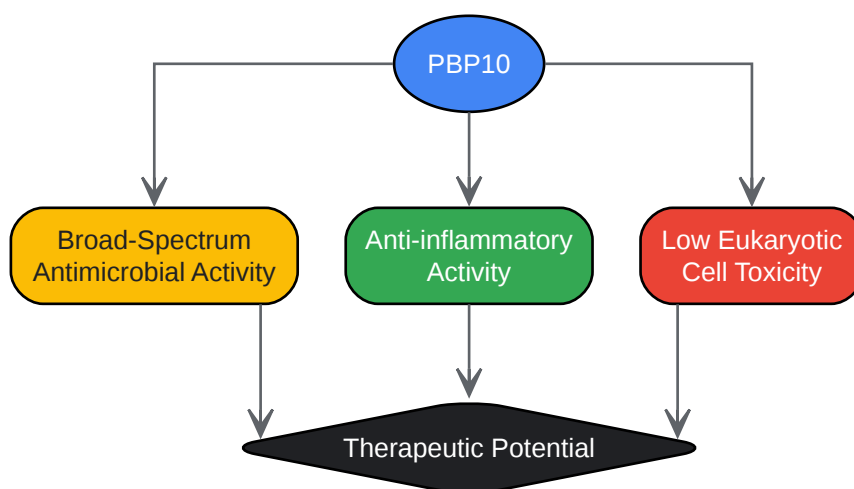 PBP10
Broad-Spectrum
Antimicrobial Activity
Anti-inflammatory
Activity
Low Eukaryotic
Cell Toxicity
Therapeutic Potential